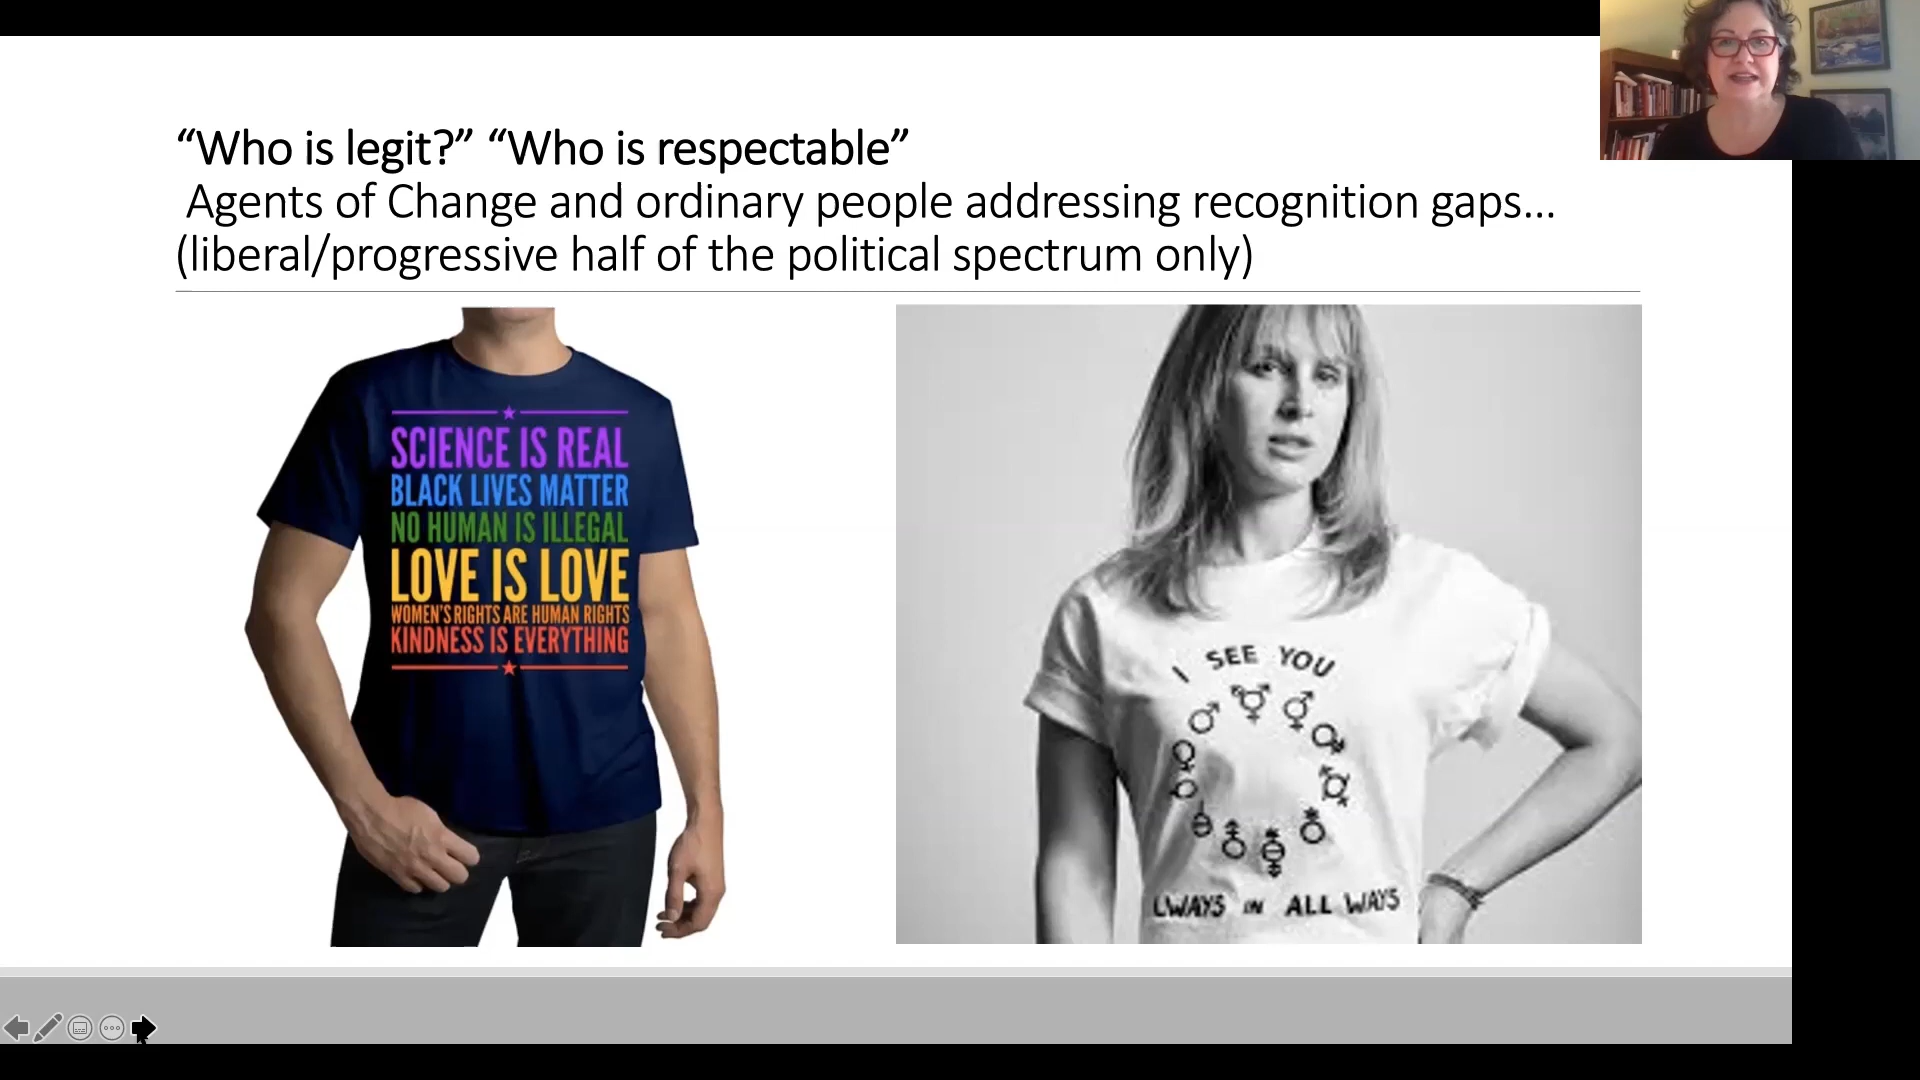 “Who is legit?” “Who is respectable”
Agents of Change and ordinary people addressing recognition gaps...
(liberal/progressive half of the political spectrum only)
SCIENCE IS REAL
BLACK LIVES MATTER
NO HUMAN IS ILLEGAL
LOVE IS LOVE
WOMEN'S RIGHTS ARE HUMAN RIGHTS
KINDNESS IS EVERYTHING
I SEE YOU
LWAYS IN ALL WAYS